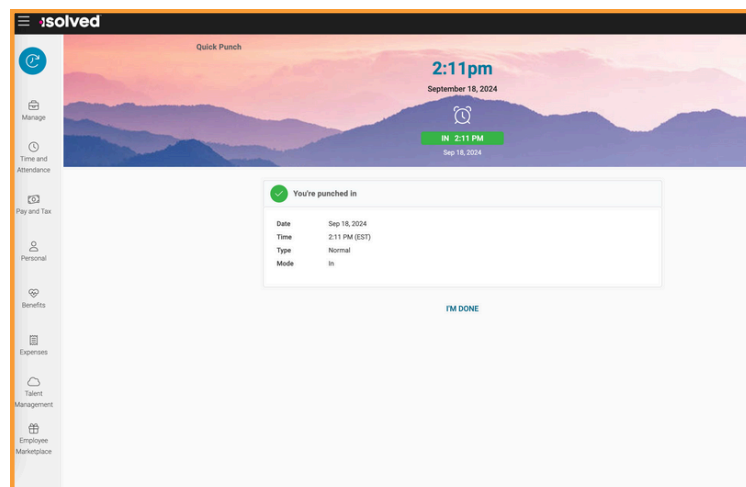 isolved
Quick Punch
2:11pm
September 18, 2024
IN 2:11 PM
Sep 18, 2024
Manage
Time and
Attendance
Pay and Tax
Personal
Benefits
Expenses
Talent
Management
Employee
Marketplace
You're punched in
Date Sep 18, 2024
Time 2:11 PM (EST)
Type Normal
Mode In
I'M DONE